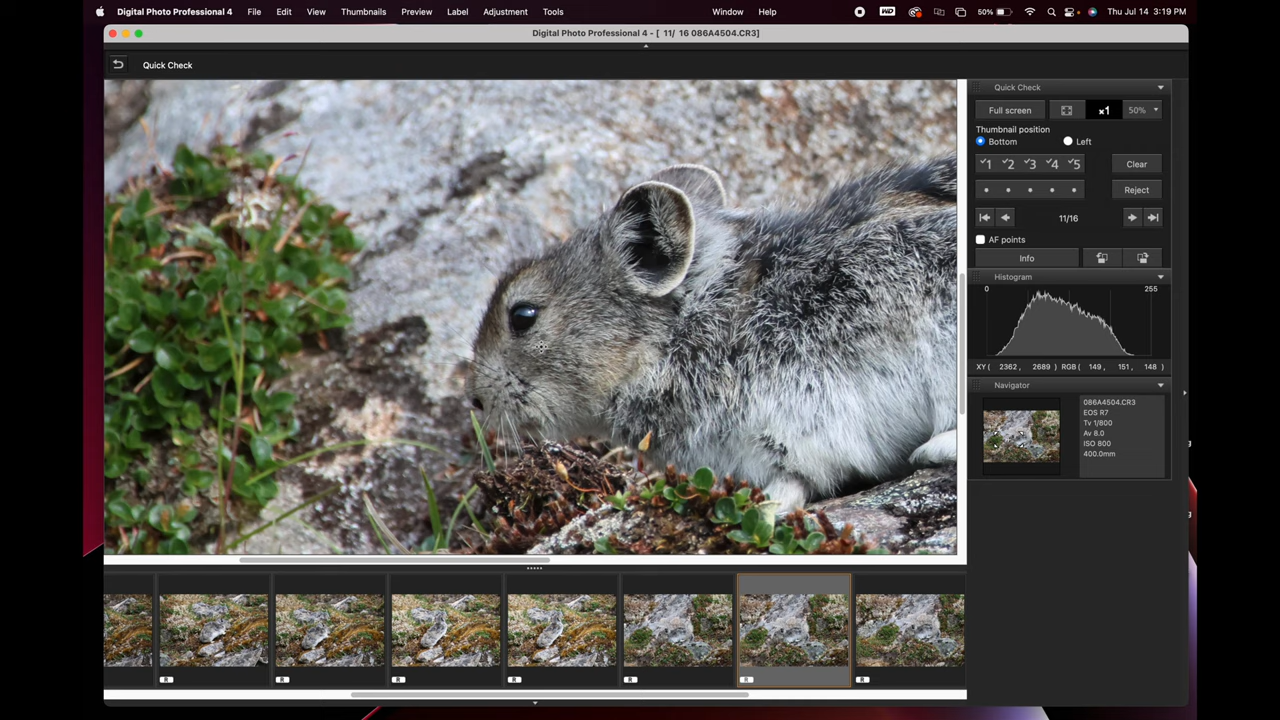 Digital Photo Professional 4 File Edit View Thumbnails Preview Label Adjustment Tools Window Help WD 50% Thu Jul 14 3:19 PM
Digital Photo Professional 4 - [ 11/ 16 086A4504.CR3]
Quick Check
Quick Check
Full screen x1 50%
Thumbnail position
Bottom Left
1 2 3 4 5 Clear
Reject
11/16
AF points
Info
Histogram
0 255
XY( 2362, 2689 ) RGB( 149, 151, 148 )
Navigator
086A4504.CR3
EOS R7
Tv 1/800
Av 8.0
ISO 800
400.0mm
R R R R R R R